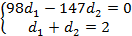 98d₁ − 147d₂ = 0
d₁ + d₂ = 2